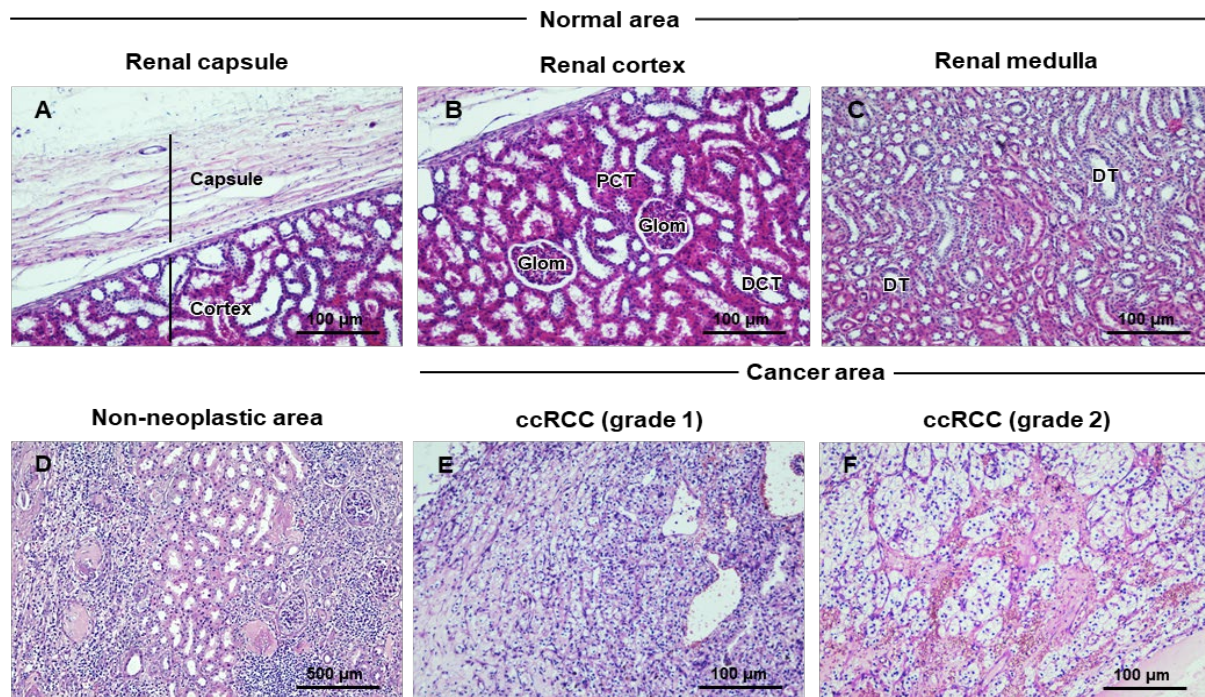 Normal area
Renal capsule
Renal cortex
Renal medulla
A
Capsule
Cortex
100 µm
B
PCT
Glom
Glom
DCT
100 µm
C
DT
DT
100 µm
Cancer area
Non-neoplastic area
ccRCC (grade 1)
ccRCC (grade 2)
D
500 µm
E
100 µm
F
100 µm